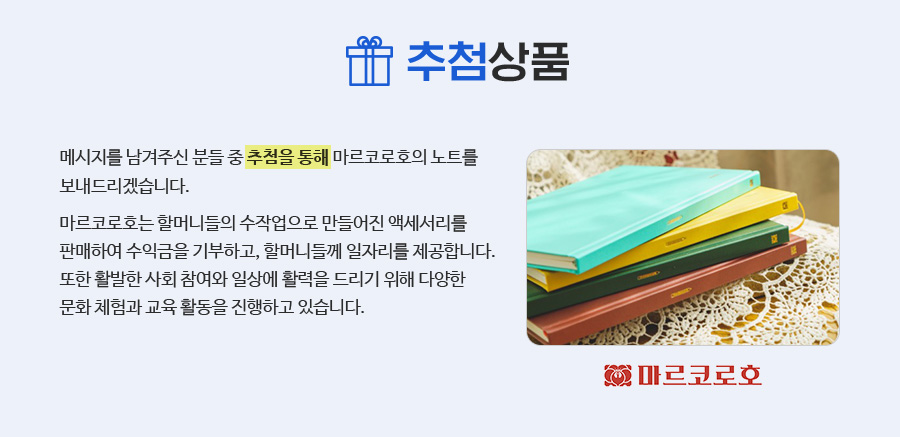 추첨상품
메시지를 남겨주신 분들 중 추첨을 통해 마르코로호의 노트를
보내드리겠습니다.
마르코로호는 할머니들의 수작업으로 만들어진 액세서리를
판매하여 수익금을 기부하고, 할머니들께 일자리를 제공합니다.
또한 활발한 사회 참여와 일상에 활력을 드리기 위해 다양한
문화 체험과 교육 활동을 진행하고 있습니다.
마르코로호